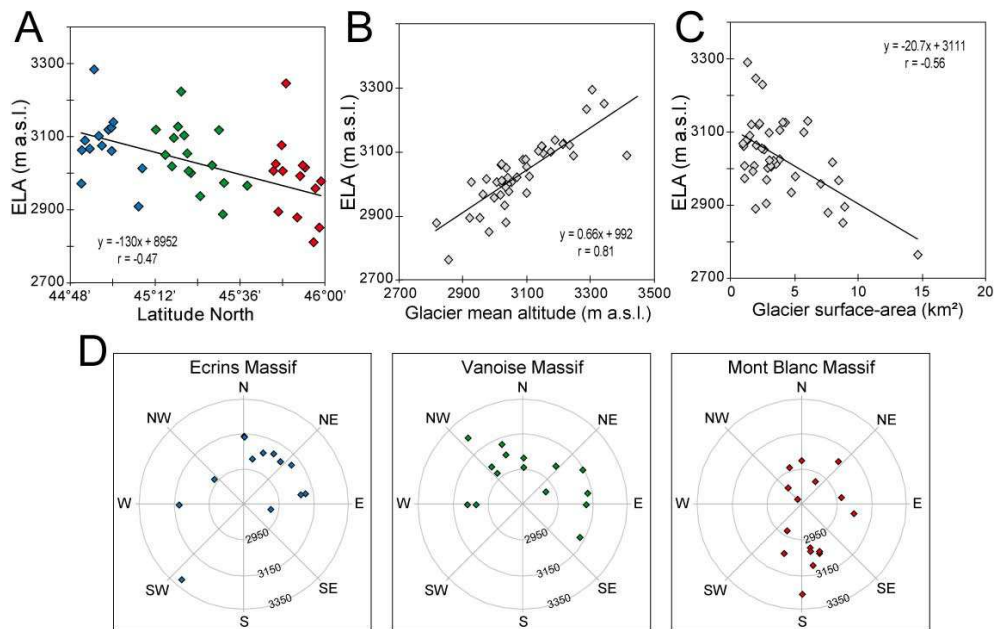 A
ELA (m a.s.l.)
3300
3100
2900
2700
y = -130x + 8952
r = -0.47
44°48'
45°12'
45°36'
46°00'
Latitude North
B
ELA (m a.s.l.)
3300
3100
2900
2700
y = 0.66x + 992
r = 0.81
2700
2900
3100
3300
3500
Glacier mean altitude (m a.s.l.)
C
ELA (m a.s.l.)
3300
3100
2900
2700
y = -20.7x + 3111
r = -0.56
0
5
10
15
20
Glacier surface-area (km²)
D
Ecrins Massif
N
NW
NE
W
E
2950
SW
3150
SE
3350
S
Vanoise Massif
N
NW
NE
W
E
2950
SW
3150
SE
3350
S
Mont Blanc Massif
N
NW
NE
W
E
2950
SW
3150
SE
3350
S